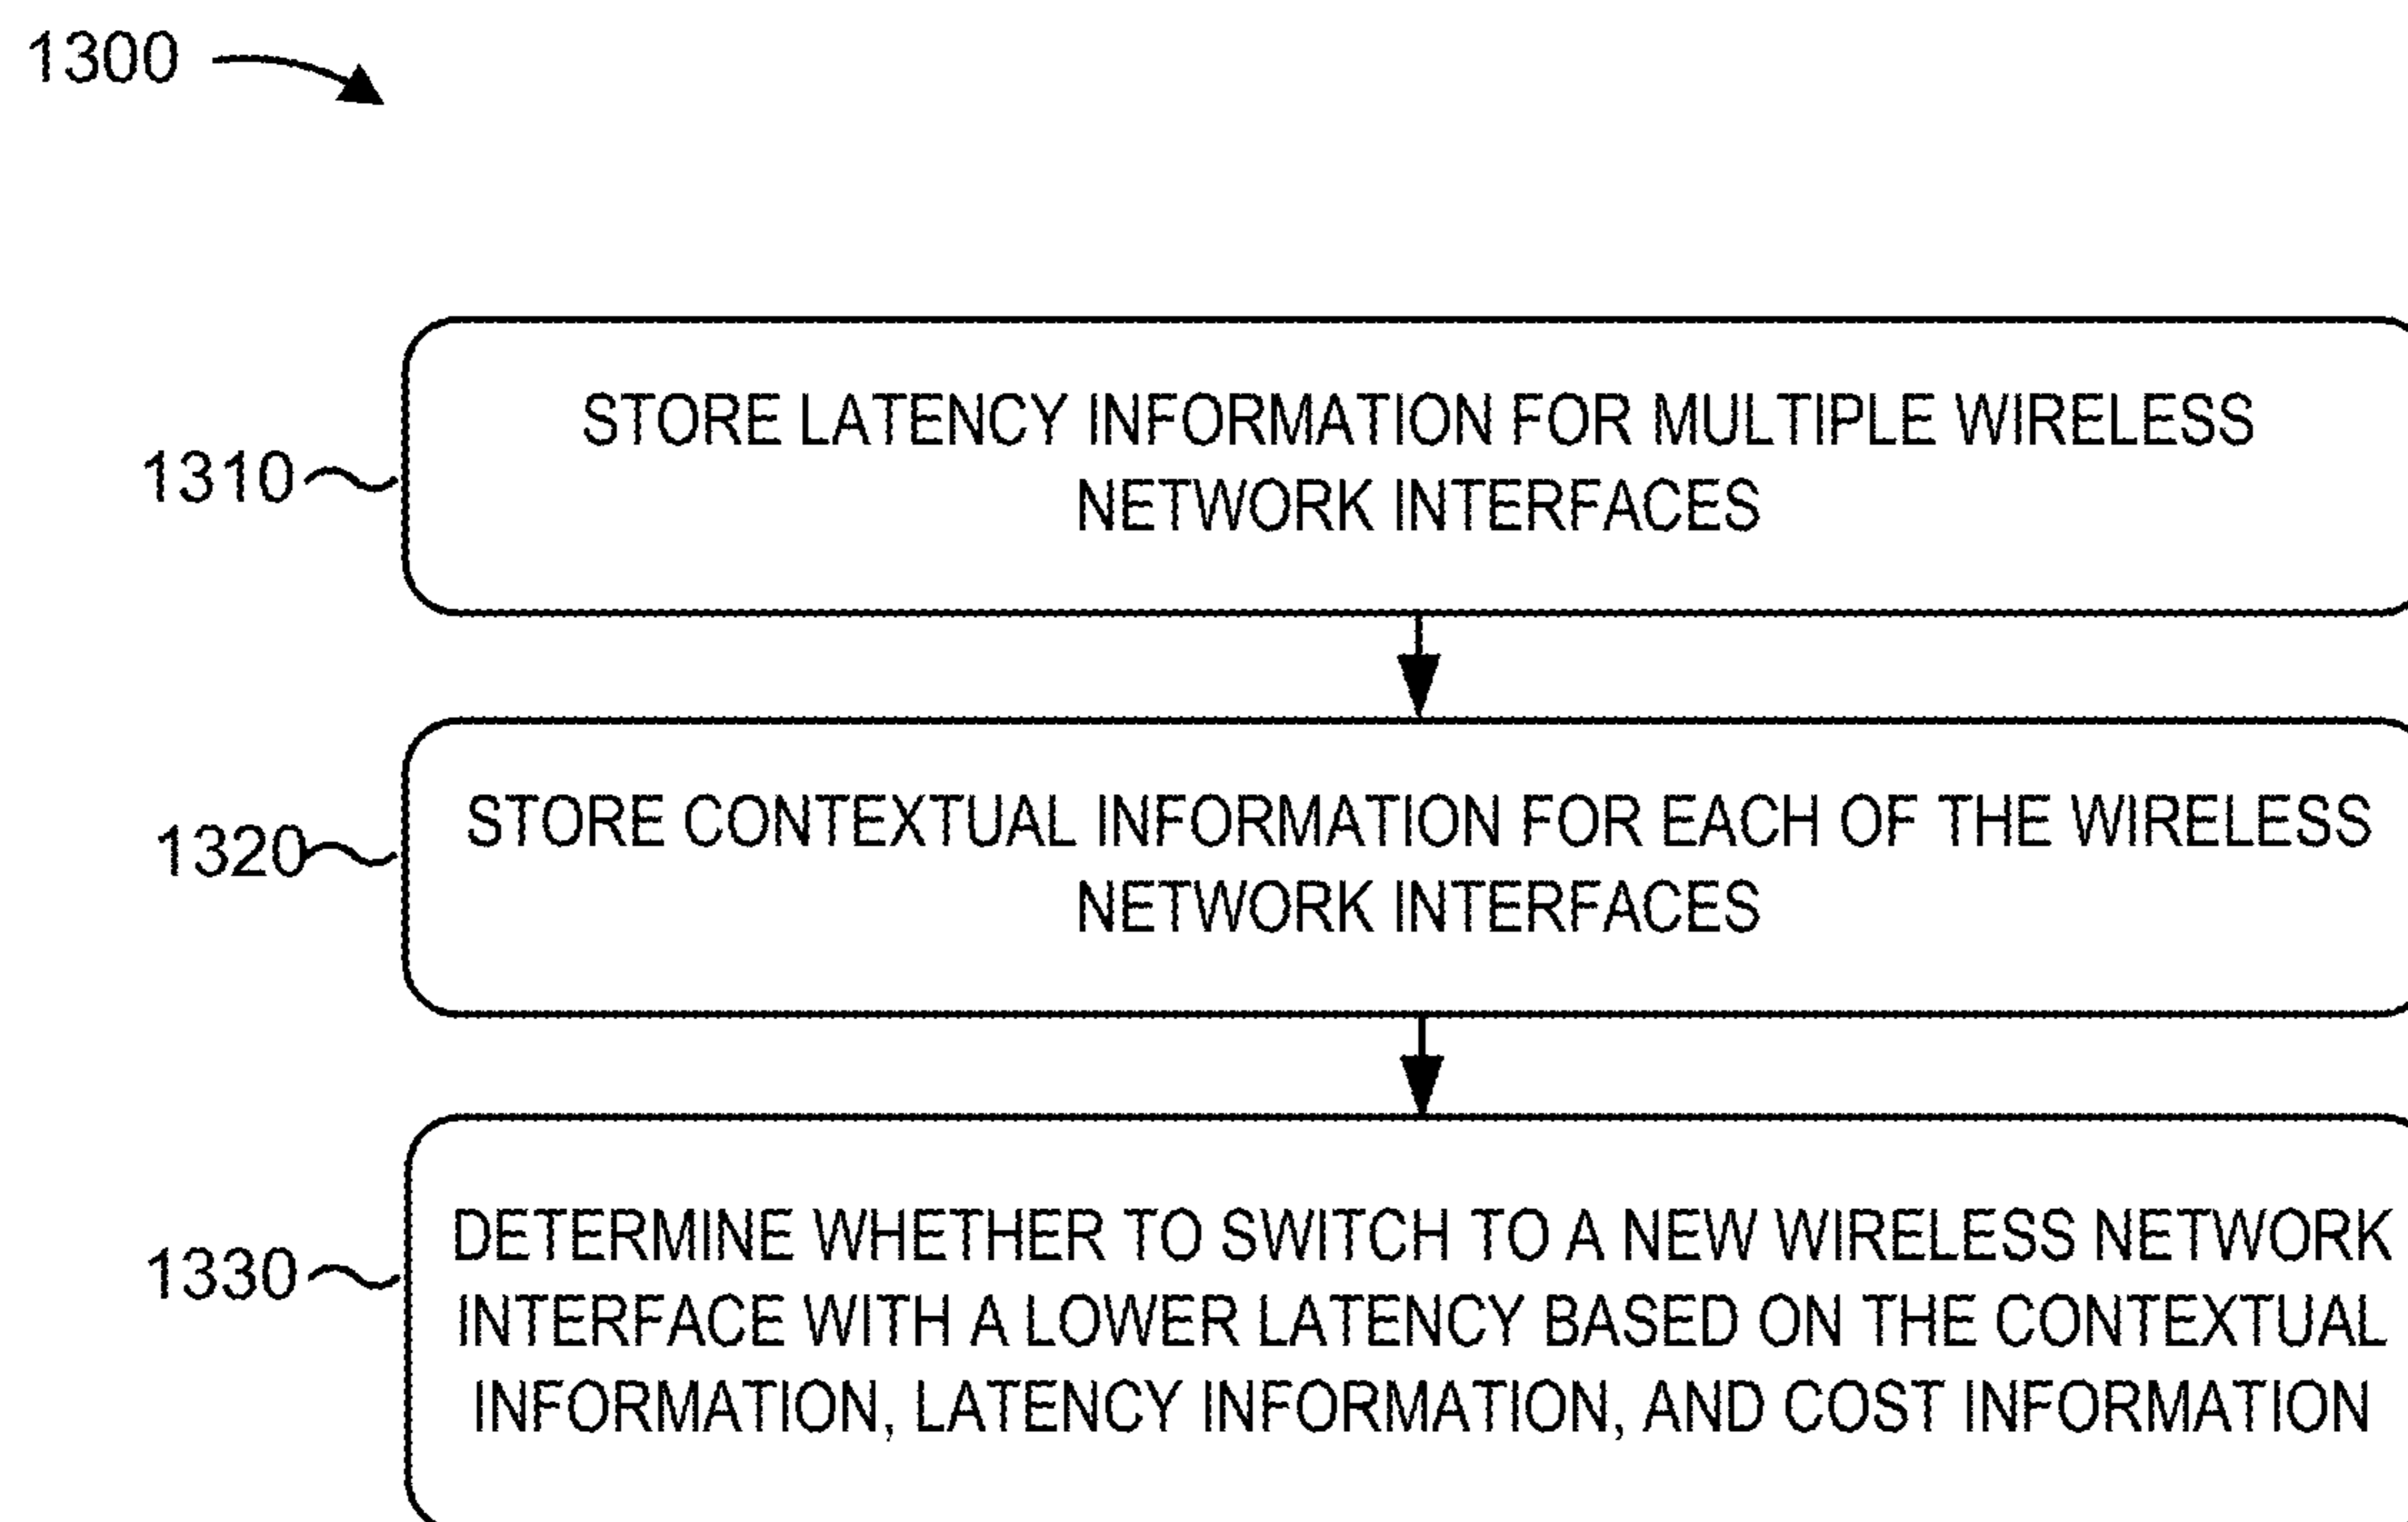 1300
1310
STORE LATENCY INFORMATION FOR MULTIPLE WIRELESS
NETWORK INTERFACES
1320
STORE CONTEXTUAL INFORMATION FOR EACH OF THE WIRELESS
NETWORK INTERFACES
1330
DETERMINE WHETHER TO SWITCH TO A NEW WIRELESS NETWORK
INTERFACE WITH A LOWER LATENCY BASED ON THE CONTEXTUAL
INFORMATION, LATENCY INFORMATION, AND COST INFORMATION